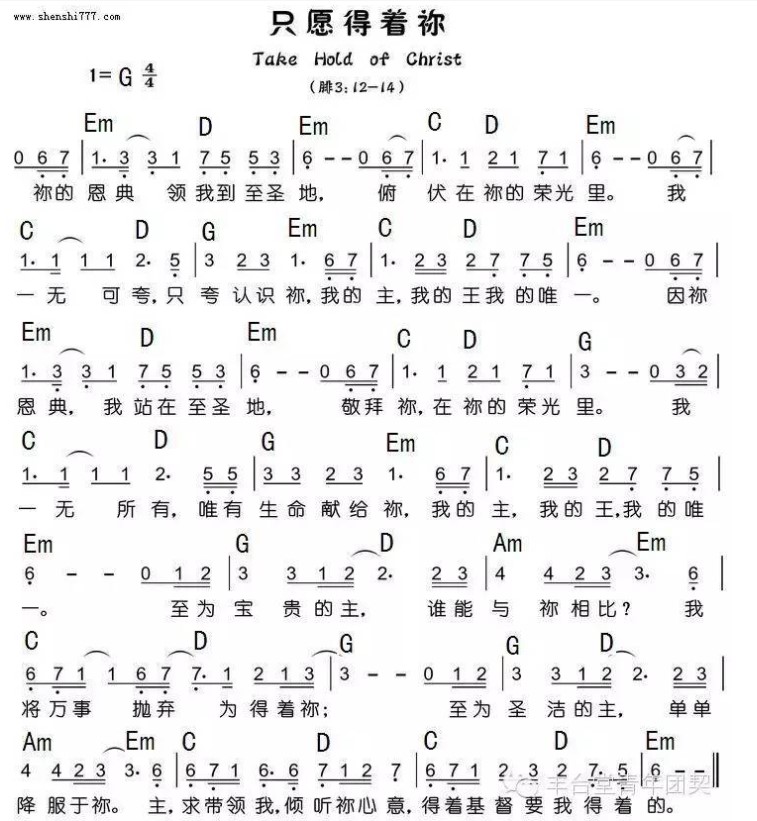 www.shenshi777.com
只愿得着祢
Take Hold of Christ
1=G 4/4
(腓3:12-14)
Em D Em C D Em
0 6 7 | 1· 3 3 1 7 5 5 3 | 6 - - 0 6 7 | 1· 1 2 1 7 1 | 6 - - 0 6 7 |
祢的恩典 领我到至圣地, 俯伏在祢的荣光里。 我
C D G Em C D Em
1· 1 1 1 2· 5 | 3 2 3 1· 6 7 | 1· 2 3 2 7 7 5 | 6 - - 0 6 7 |
一无 可夸,只夸认识祢,我的主,我的王我的唯一。 因祢
Em D Em C D G
1· 3 3 1 7 5 5 3 | 6 - - 0 6 7 | 1· 1 2 1 7 1 | 3 - - 0 3 2 |
恩典, 我站在至圣地, 敬拜祢,在祢的荣光里。 我
C D G Em C D
1· 1 1 1 2· 5 5 | 3 3 2 3 1· 6 7 | 1· 2 3 2 7 7 5 |
一无 所有,唯有生命献给祢,我的主,我的王,我的唯
Em G D Am Em
6 - - 0 1 2 | 3 3 1 2 2· 2 3 | 4 4 2 3 3· 6 |
一。 至为宝贵的主, 谁能与祢相比? 我
C D G G D
6 7 1 1 6 7 7· 1 2 1 3 | 3 - - 0 1 2 | 3 3 1 2 2· 2 3 |
将万事 抛弃 为得着祢; 至为圣洁的主, 单单
Am Em C D C D Em
4 4 2 3 3· 6 | 6 7 1 6· 6 7 1 2 7 | 6 7 1 6 1 2 3 2 7· 5 | 6 - - ‖
降服于祢。主,求带领我,倾听祢心意,得着基督要我得着的。
丰台堂青年团契